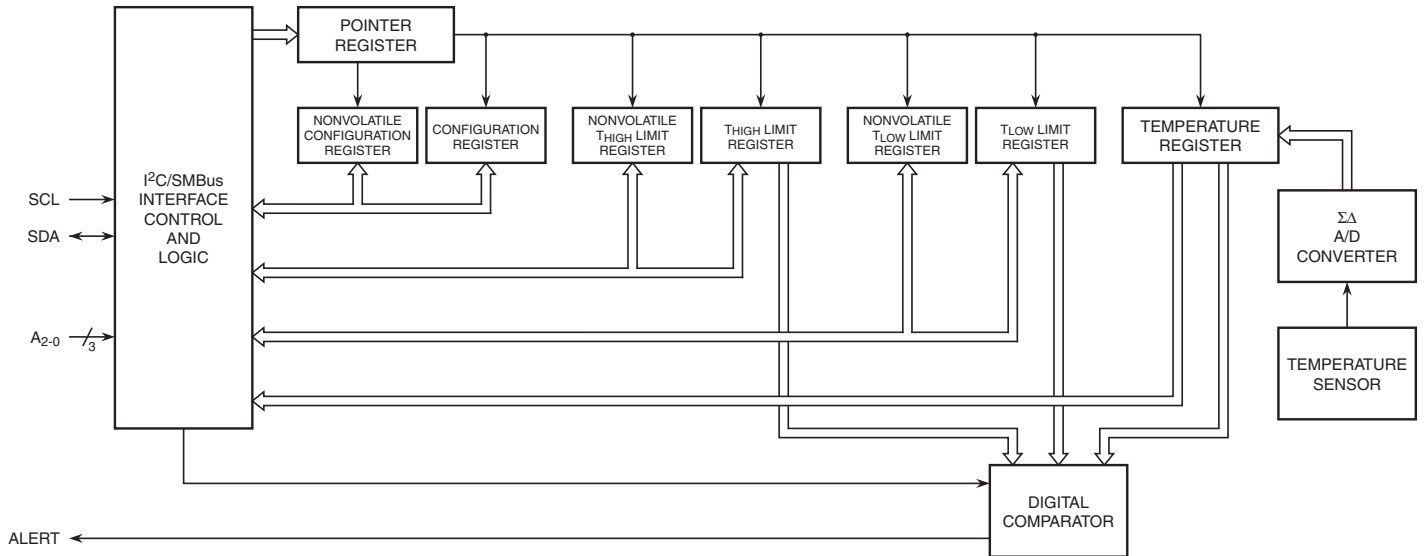 POINTER
REGISTER
NONVOLATILE
CONFIGURATION
REGISTER
CONFIGURATION
REGISTER
NONVOLATILE
THIGH LIMIT
REGISTER
THIGH LIMIT
REGISTER
NONVOLATILE
TLOW LIMIT
REGISTER
TLOW LIMIT
REGISTER
TEMPERATURE
REGISTER
SCL
SDA
A2-0
3
I²C/SMBus
INTERFACE
CONTROL
AND
LOGIC
ΣΔ
A/D
CONVERTER
TEMPERATURE
SENSOR
DIGITAL
COMPARATOR
ALERT